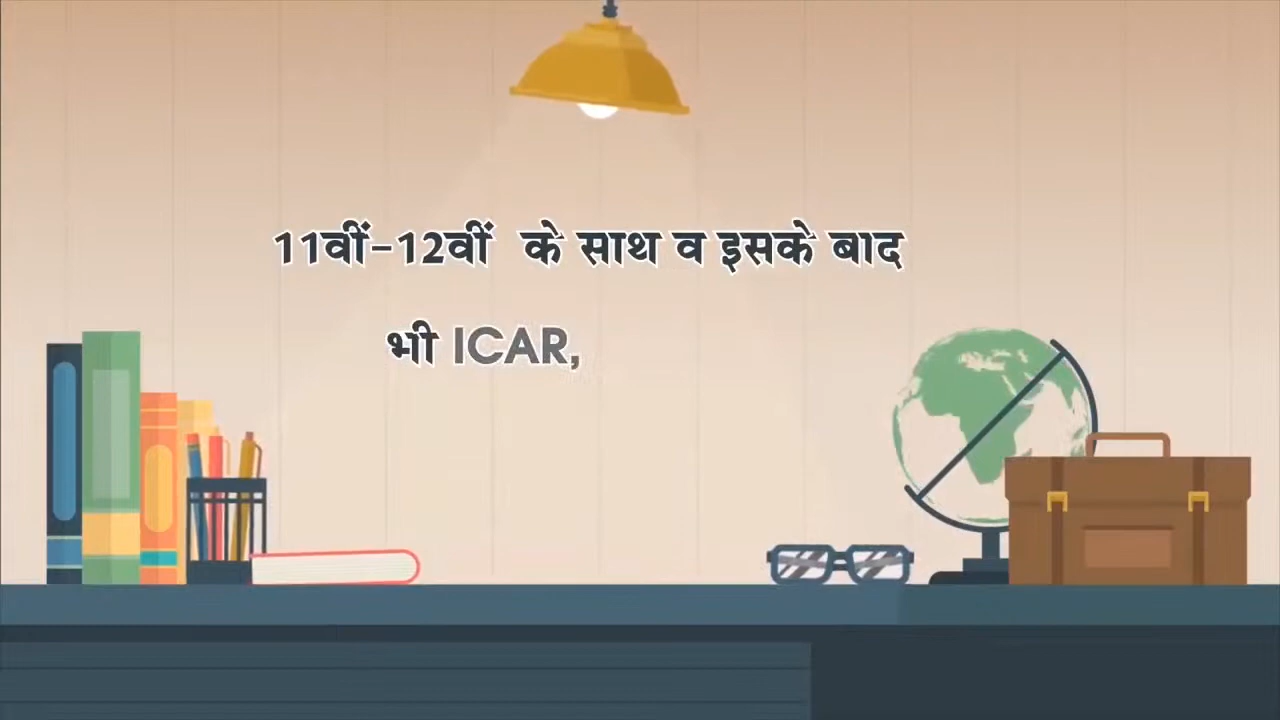 11वीं-12वीं के साथ व इसके बाद
भी ICAR,